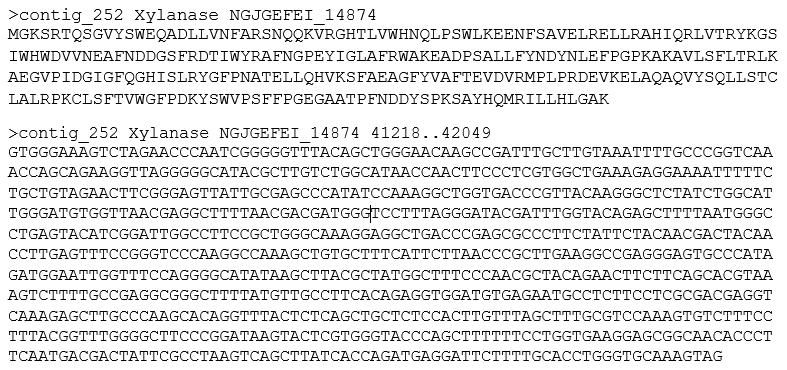 >contig_252 Xylanase NGJGEFEI_14874
MGKSRTQSGVYSWEQADLLVNFARSNQQKVRGHTLVWHNQLPSWLKEENFSAVELRELLRAHIQRLVTRYKGS
IWHWDVVNEAFNDDGSFRDTIWYRAFNGPEYIGLAFRWAKEADPSALLFYNDYNLEFPGPKAKAVLSFLTRLK
AEGVPIDGIGFQGHISLRYGFPNATELLQHVKSFAEAGFYVAFTEVDVRMPLPRDEVKELAQAQVYSQLLSTC
LALRPKCLSFTVWGFPDKYSWVPSFFPGEGAATPFNDDYSPKSAYHQMRILLHLGAK
>contig_252 Xylanase NGJGEFEI_14874 41218..42049
GTGGGAAAGTCTAGAACCCAATCGGGGGTTTACAGCTGGGAACAAGCCGATTTGCTTGTAAATTTTGCCCGGTCAA
ACCAGCAGAAGGTTAGGGGGCATACGCTTGTCTGGCATAACCAACTTCCCTCGTGGCTGAAAGAGGAAAATTTTTC
TGCTGTAGAACTTCGGGAGTTATTGCGAGCCCATATCCAAAGGCTGGTGACCCGTTACAAGGGCTCTATCTGGCAT
TGGGATGTGGTTAACGAGGCTTTTAACGACGATGGGTCCTTTAGGGATACGATTTGGTACAGAGCTTTTAATGGGC
CTGAGTACATCGGATTGGCCTTCCGCTGGGCAAAGGAGGCTGACCCGAGCGCCCTTCTATTCTACAACGACTACAA
CCTTGAGTTTCCGGGTCCCAAGGCCAAAGCTGTGCTTTCATTCTTAACCCGCTTGAAGGCCGAGGGAGTGCCCATA
GATGGAATTGGTTTCCAGGGGCATATAAGCTTACGCTATGGCTTTCCCAACGCTACAGAACTTCTTCAGCACGTAA
AGTCTTTTGCCGAGGCGGGCTTTTATGTTGCCTTCACAGAGGTGGATGTGAGAATGCCTCTTCCTCGCGACGAGGT
CAAAGAGCTTGCCCAAGCACAGGTTTACTCTCAGCTGCTCTCCACTTGTTTAGCTTTGCGTCCAAAGTGTCTTTCC
TTTACGGTTTGGGGCTTCCCGGATAAGTACTCGTGGGTACCCAGCTTTTTTCCTGGTGAAGGAGCGGCAACACCCT
TCAATGACGACTATTCGCCTAAGTCAGCTTATCACCAGATGAGGATTCTTTTGCACCTGGGTGCAAAGTAG